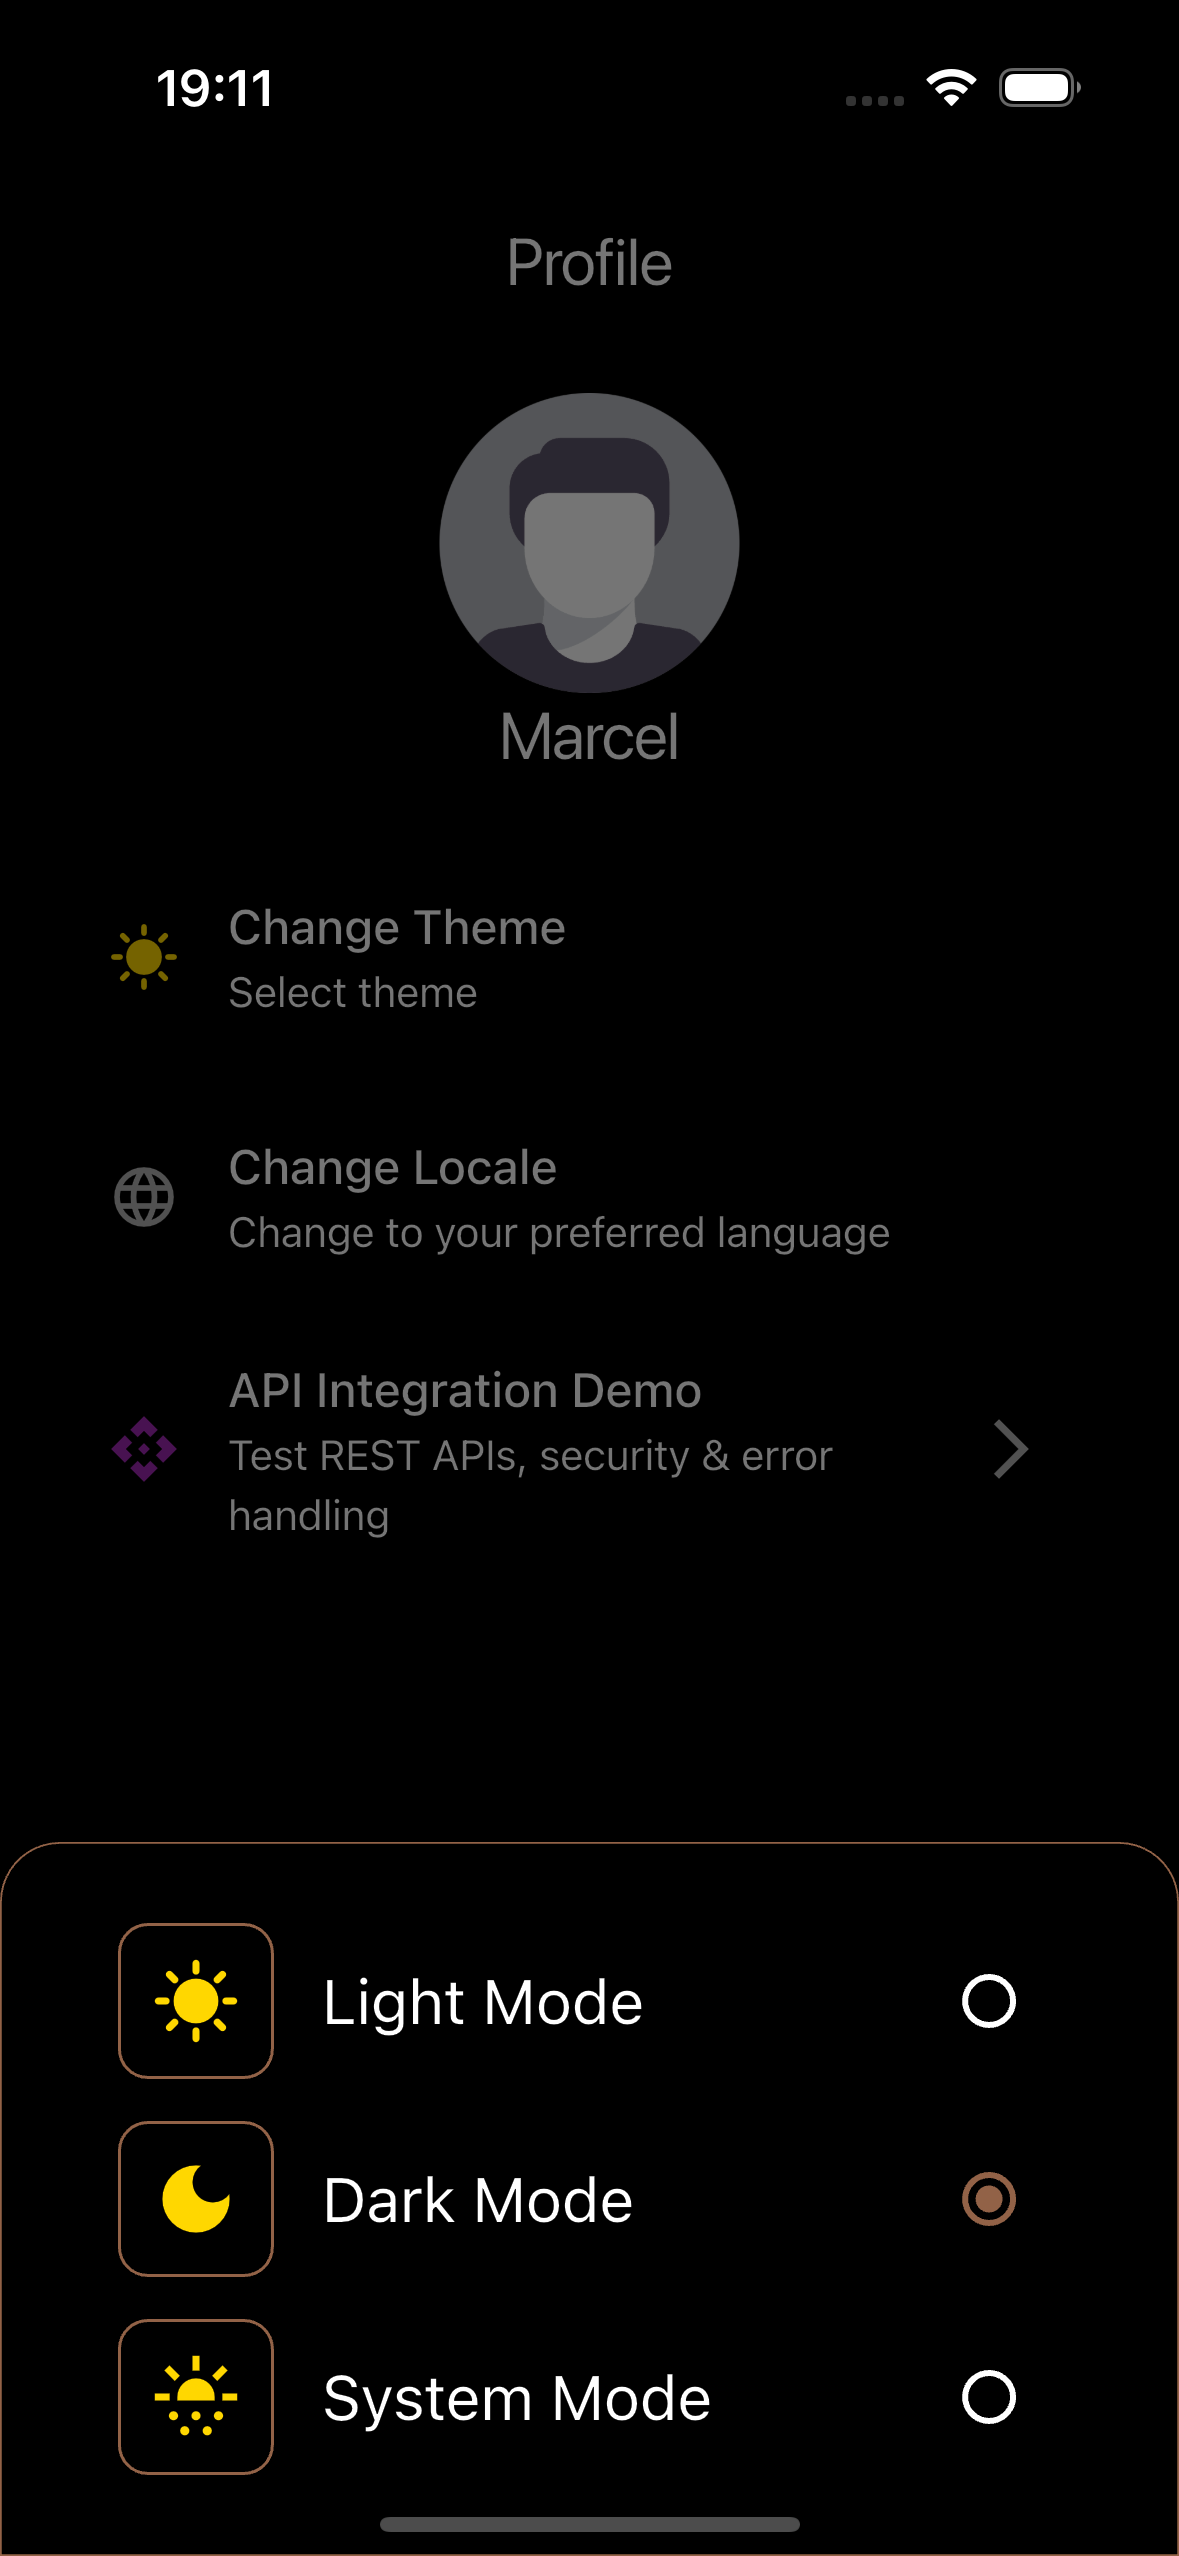 19:11
Profile
Marcel
Change Theme
Select theme
Change Locale
Change to your preferred language
API Integration Demo
Test REST APIs, security & error
handling
Light Mode
Dark Mode
System Mode